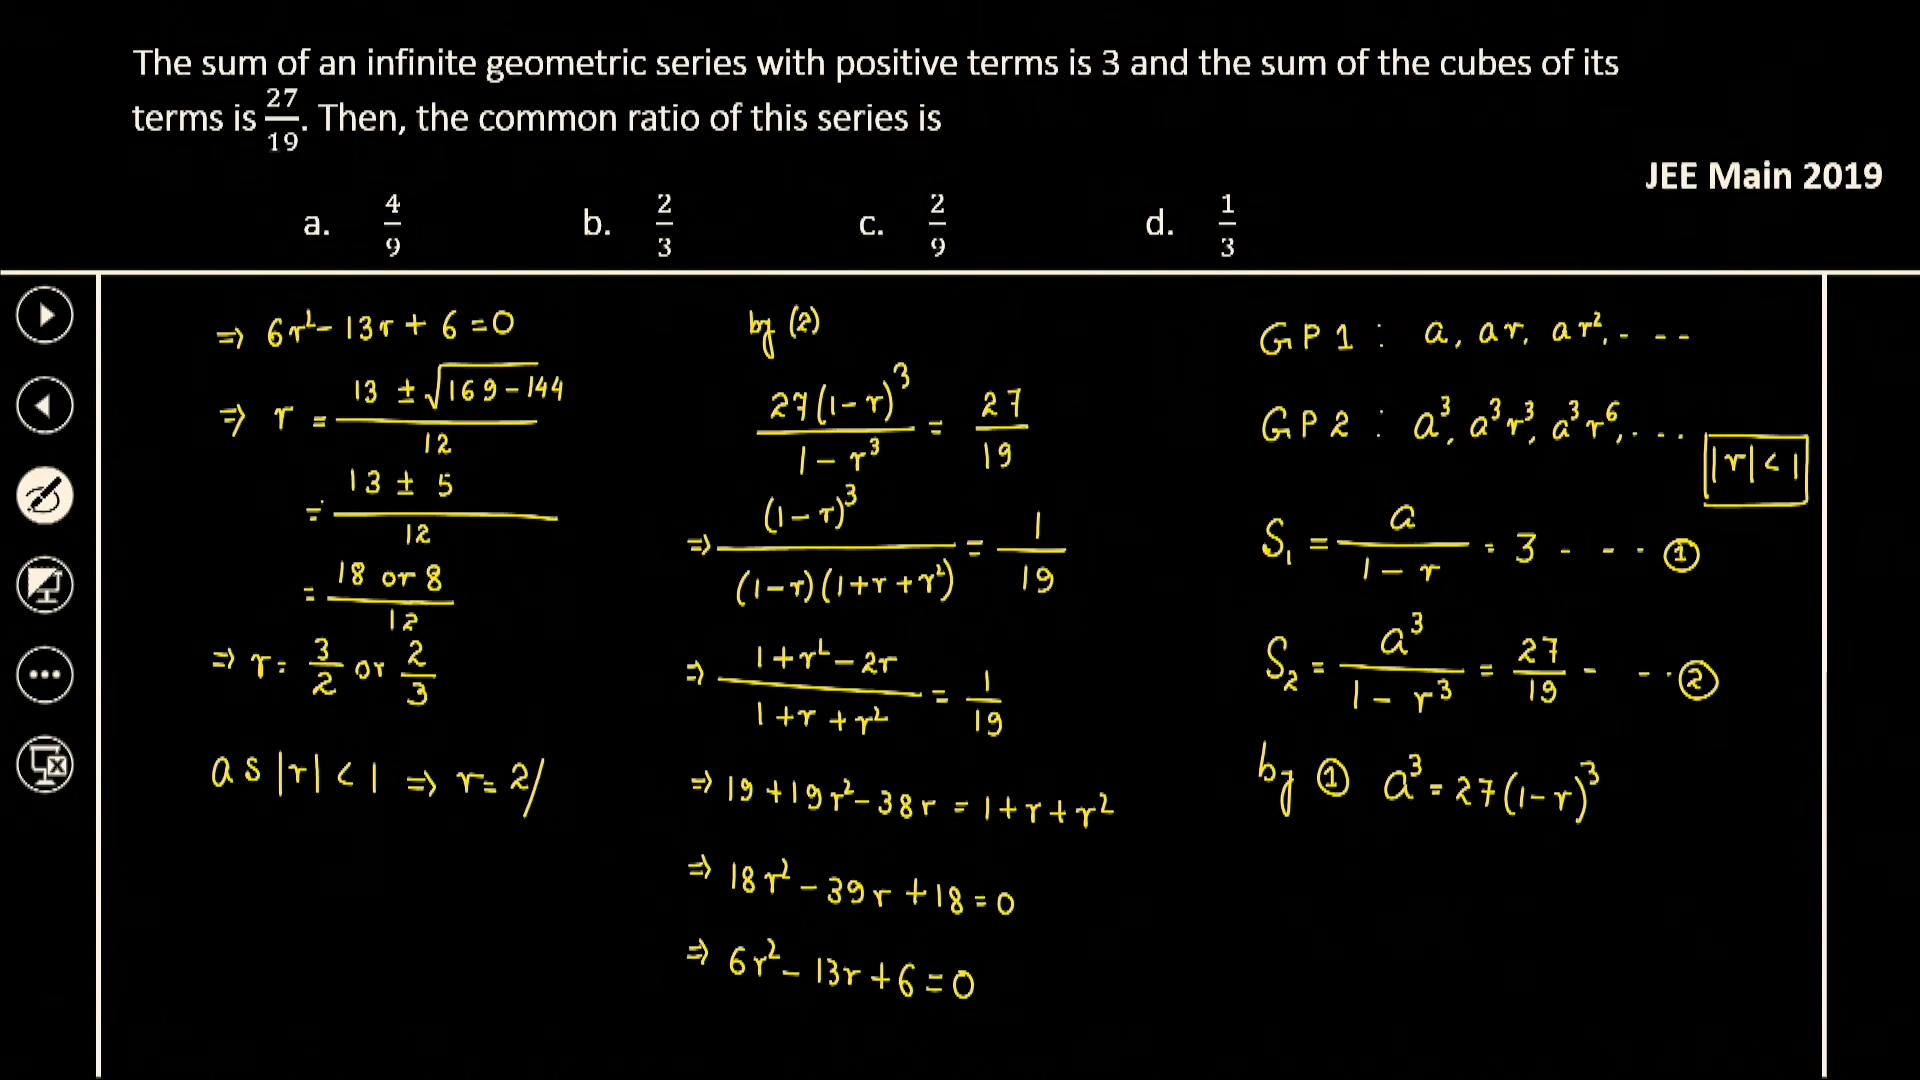 The sum of an infinite geometric series with positive terms is 3 and the sum of the cubes of its
terms is 27/19. Then, the common ratio of this series is
JEE Main 2019
a. 4/9 b. 2/3 c. 2/9 d. 1/3
GP1 : a, ar, ar², - - -
GP2 : a³, a³r³, a³r⁶, . . .
|r| < 1
S₁ = a/(1 - r) = 3 - - - - ①
S₂ = a³/(1 - r³) = 27/19 - - - - ②
by ① a³ = 27(1-r)³
by (2)
27(1-r)³/(1 - r³) = 27/19
⇒ (1-r)³/((1-r)(1+r+r²)) = 1/19
⇒ (1+r²-2r)/(1+r+r²) = 1/19
⇒ 19+19r²-38r = 1+r+r²
⇒ 18r² - 39r + 18 = 0
⇒ 6r² - 13r + 6 = 0
⇒ 6r² - 13r + 6 = 0
⇒ r = (13 ± √(169-144))/12
= (13 ± 5)/12
= (18 or 8)/12
⇒ r = 3/2 or 2/3
as |r| < 1 ⇒ r = 2/